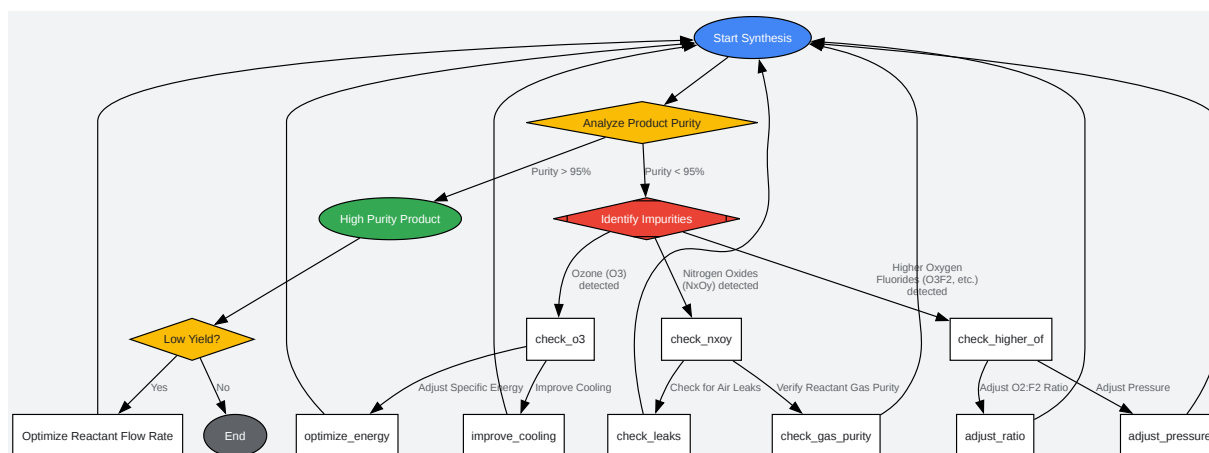 Start Synthesis
Analyze Product Purity
Purity > 95%
Purity < 95%
High Purity Product
Identify Impurities
Ozone (O3)
detected
Nitrogen Oxides
(NxOy) detected
Higher Oxygen
Fluorides (O3F2, etc.)
detected
Low Yield?
check_o3
check_nxoy
check_higher_of
Yes
No
Adjust Specific Energy
Improve Cooling
Check for Air Leaks
Verify Reactant Gas Purity
Adjust O2:F2 Ratio
Adjust Pressure
Optimize Reactant Flow Rate
End
optimize_energy
improve_cooling
check_leaks
check_gas_purity
adjust_ratio
adjust_pressure